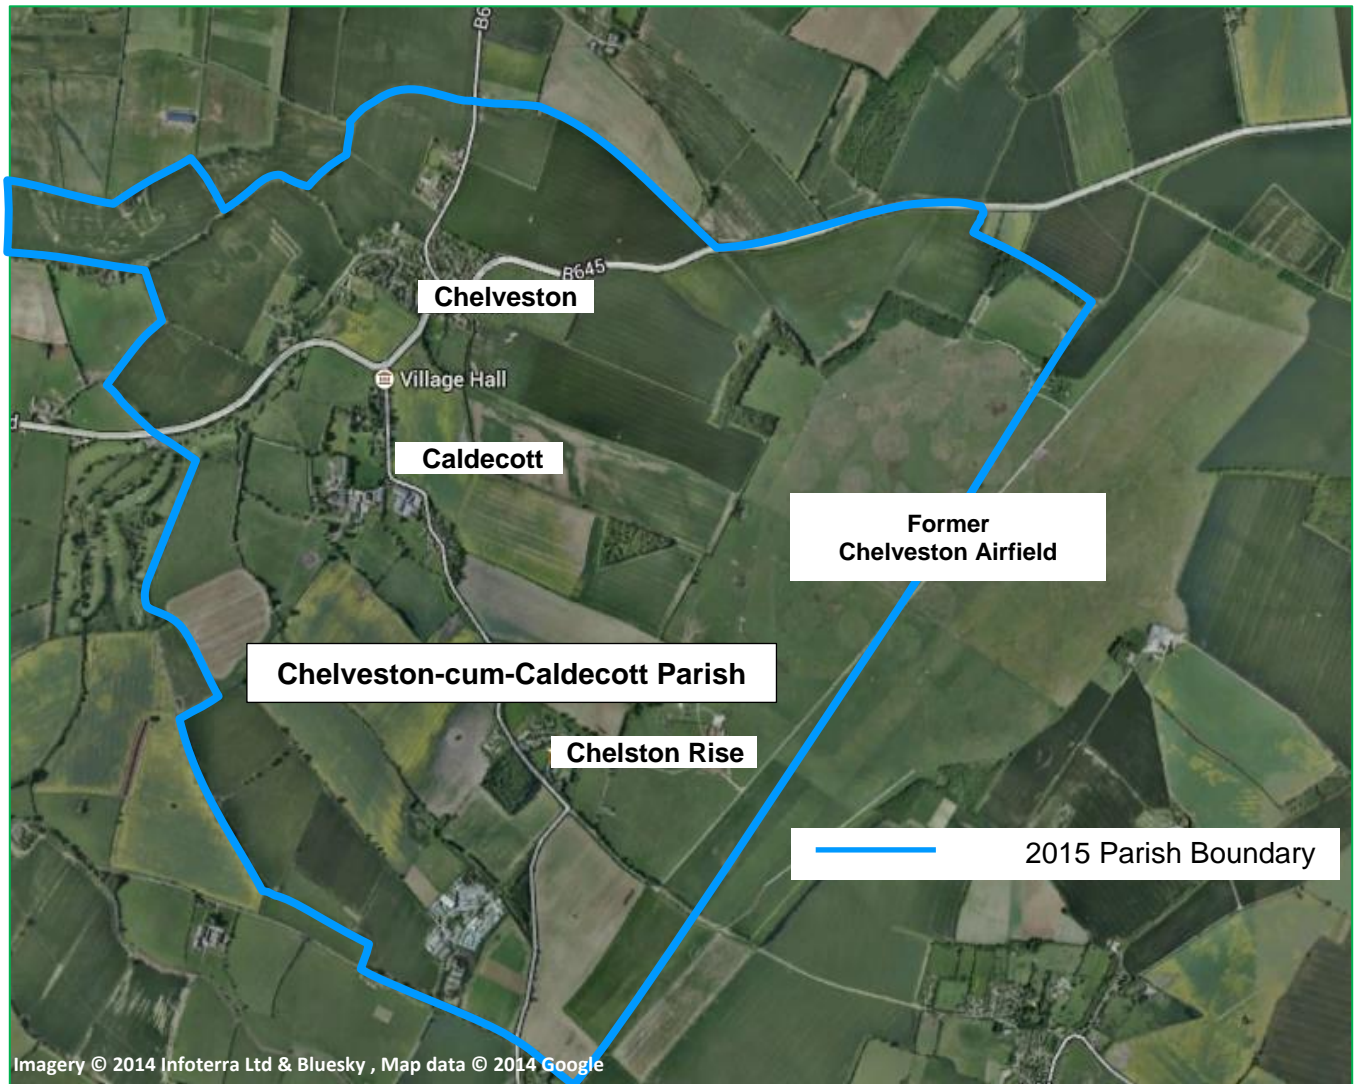 B6
B645
Chelveston
Village Hall
d
Caldecott
Former
Chelveston Airfield
Chelveston-cum-Caldecott Parish
Chelston Rise
2015 Parish Boundary
Imagery © 2014 Infoterra Ltd & Bluesky , Map data © 2014 Google